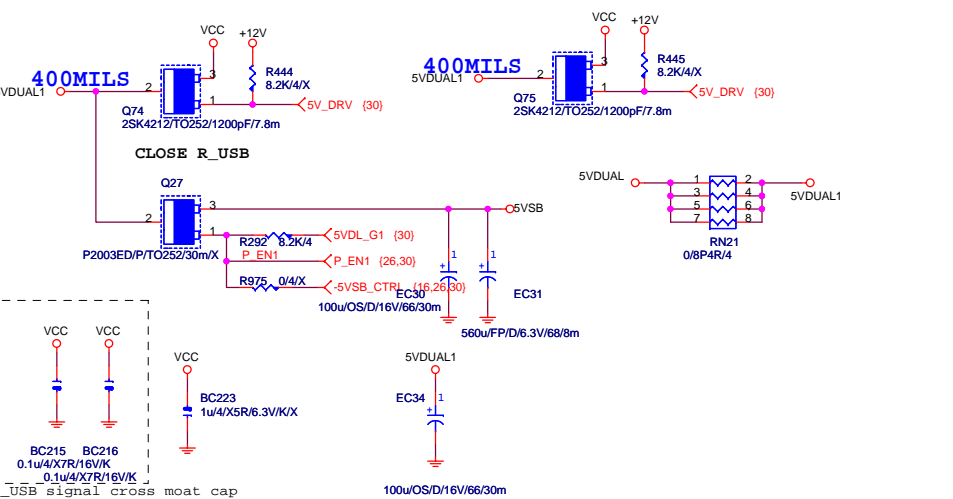 VCC
+12V
400MILS
VDUAL1
3
2
1
R444
8.2K/4/X
5V_DRV {30}
Q74
2SK4212/TO252/1200pF/7.8m
CLOSE R_USB
VCC
+12V
400MILS
5VDUAL1
3
2
1
R445
8.2K/4/X
5V_DRV {30}
Q75
2SK4212/TO252/1200pF/7.8m
Q27
3
2
1
5VSB
P2003ED/P/TO252/30m/X
R292 8.2K/4
5VDL_G1 {30}
P_EN1
P_EN1 {26,30}
R975 0/4/X
-5VSB_CTRL {16,26,30}
1
+
EC30
100u/OS/D/16V/66/30m
1
+
EC31
560u/FP/D/6.3V/68/8m
5VDUAL
1 2
3 4
5 6
7 8
5VDUAL1
RN21
0/8P4R/4
VCC
VCC
BC215
0.1u/4/X7R/16V/K
BC216
0.1u/4/X7R/16V/K
_USB signal cross moat cap
VCC
BC223
1u/4/X5R/6.3V/K/X
5VDUAL1
EC34
1
+
100u/OS/D/16V/66/30m